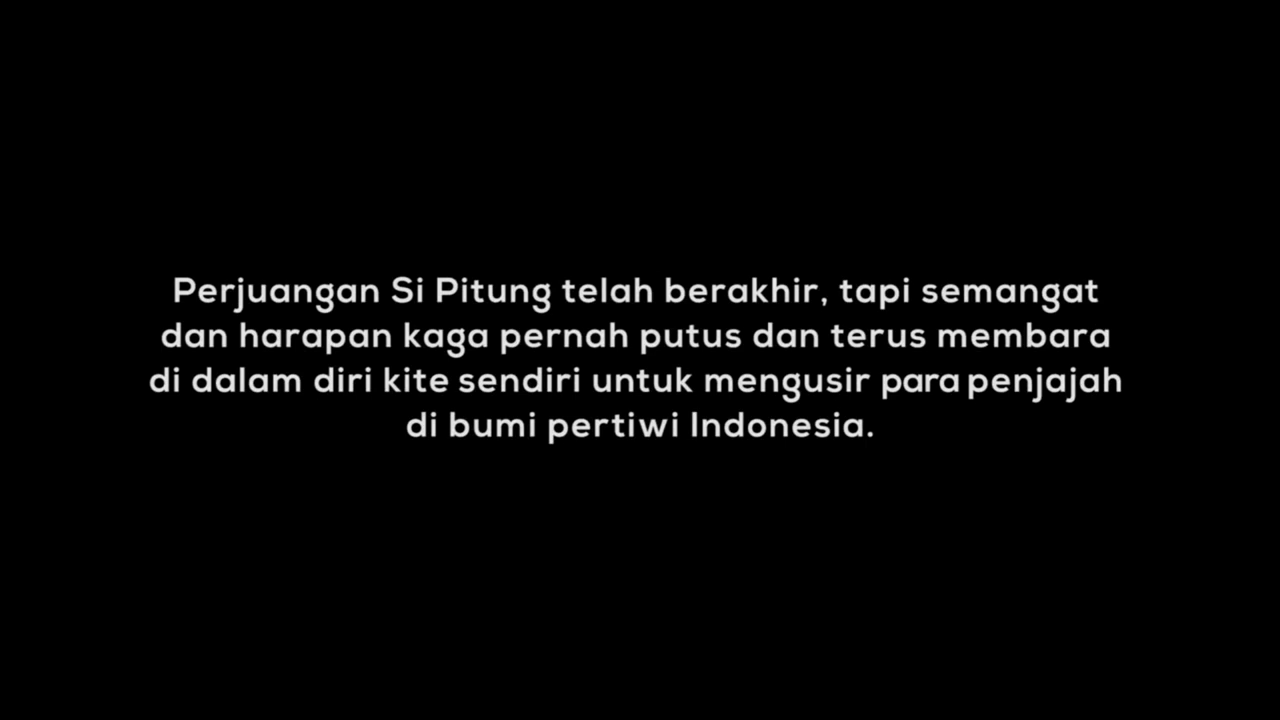 Perjuangan Si Pitung telah berakhir, tapi semangat
dan harapan kaga pernah putus dan terus membara
di dalam diri kite sendiri untuk mengusir para penjajah
di bumi pertiwi Indonesia.